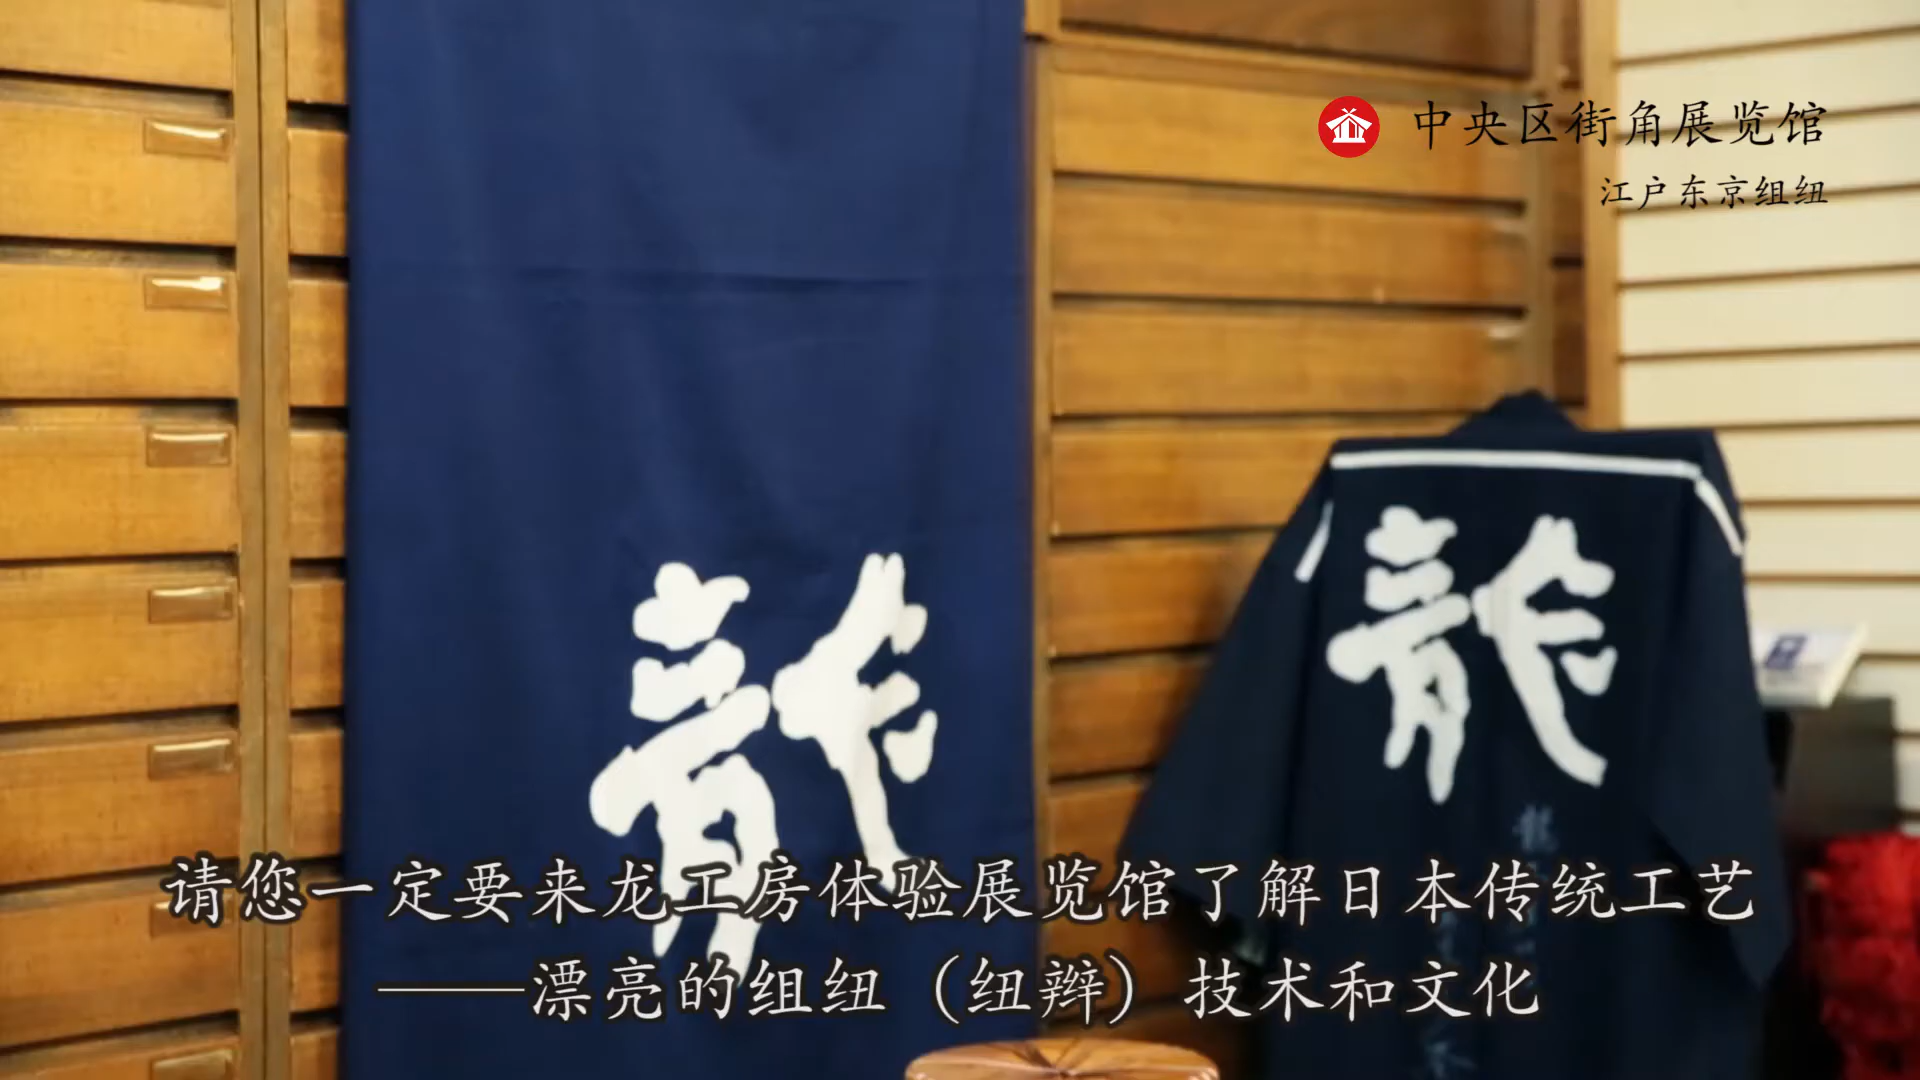 中央区街角展览馆
江户东京组纽
龍
龍
请您一定要来龙工房体验展览馆了解日本传统工艺
——漂亮的组纽（纽辫）技术和文化